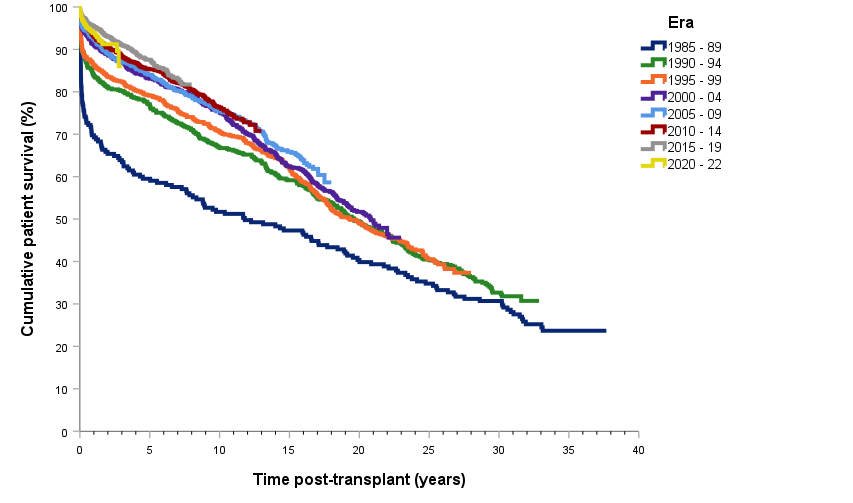 Era
1985 - 89
1990 - 94
1995 - 99
2000 - 04
2005 - 09
2010 - 14
2015 - 19
2020 - 22
Cumulative patient survival (%)
100
90
80
70
60
50
40
30
20
10
0
0 5 10 15 20 25 30 35 40
Time post-transplant (years)